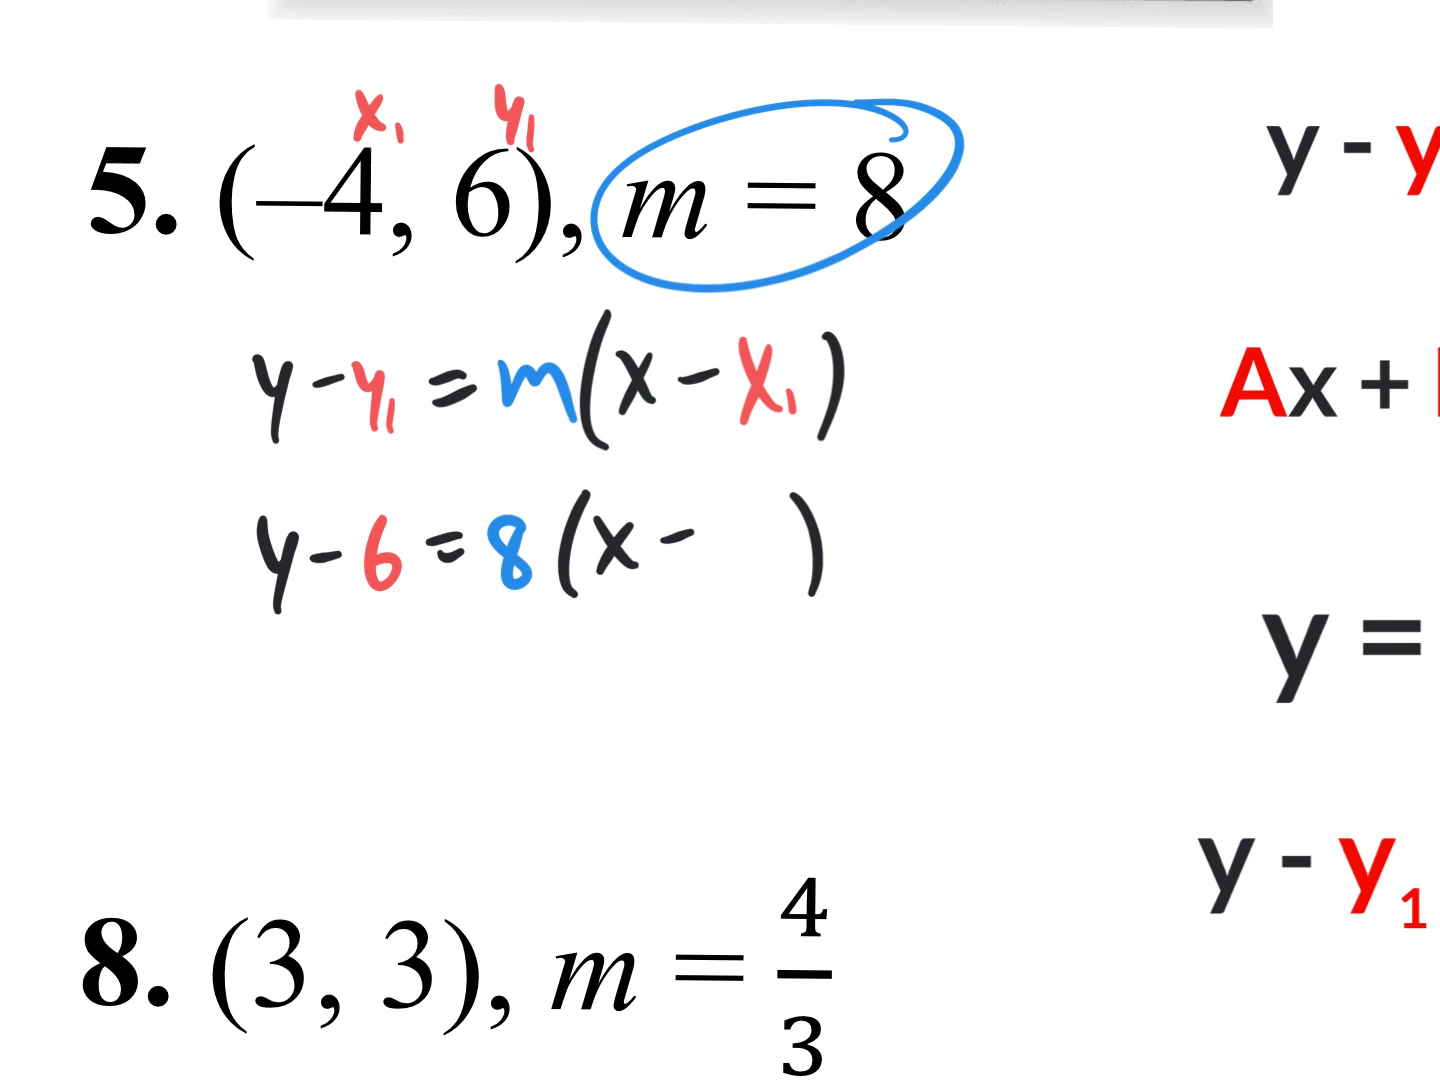 x₁ y₁
5. (–4, 6), m = 8
y - y₁ = m(x - x₁)
y - 6 = 8(x -   )
8. (3, 3), m = 4/3
y - y
Ax +
y =
y - y₁